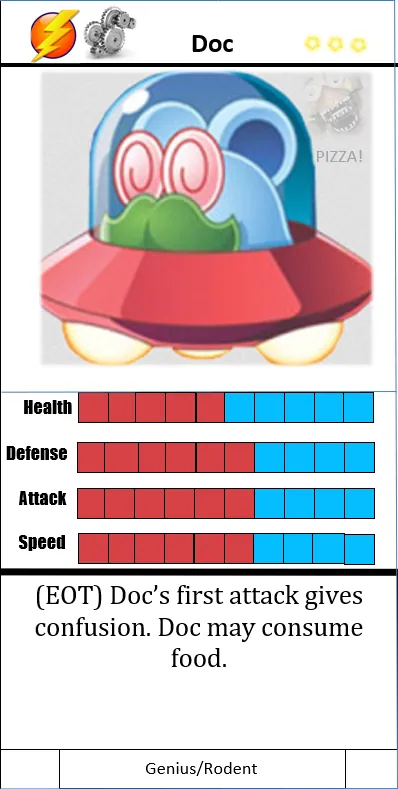 Doc
PIZZA!
Health
Defense
Attack
Speed
(EOT) Doc’s first attack gives
confusion. Doc may consume
food.
Genius/Rodent